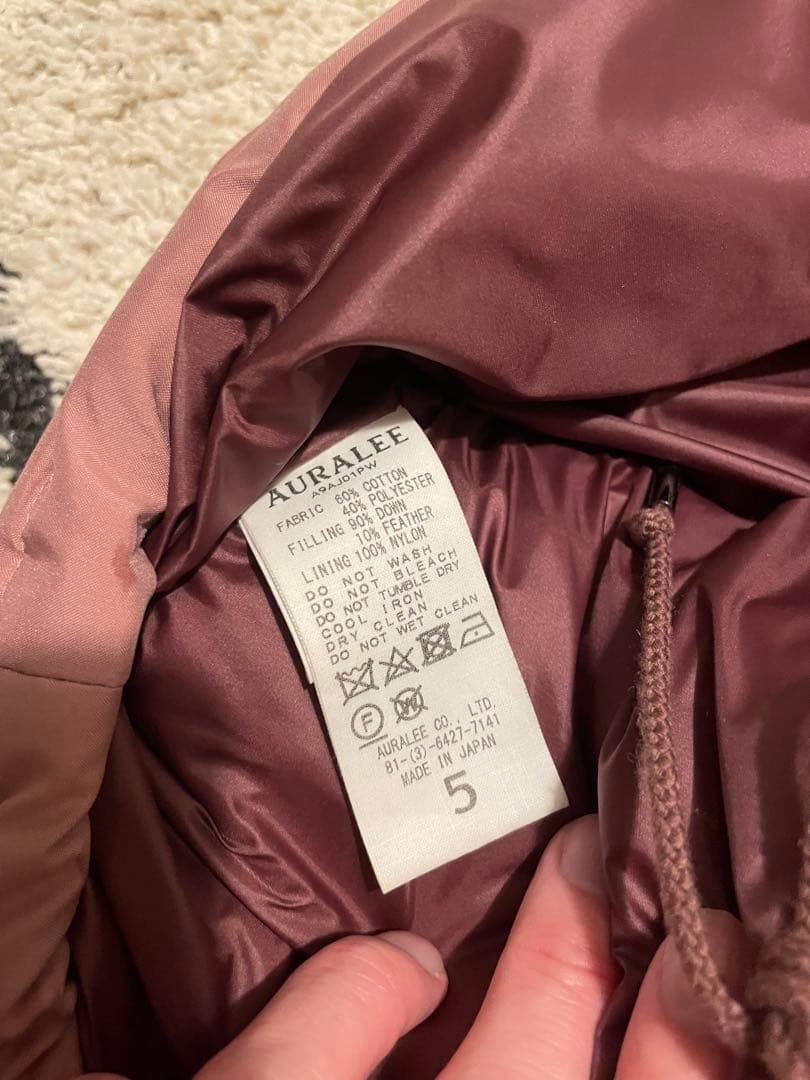 AURALEE
A9AJ01PW
FABRIC 60% COTTON
40% POLYESTER
FILLING 90% DOWN
10% FEATHER
LINING 100% NYLON
DO NOT WASH
DO NOT BLEACH
DO NOT TUMBLE DRY
COOL IRON
DRY CLEAN
DO NOT WET CLEAN
F W
AURALEE CO., LTD.
81-(3)-6427-7141
MADE IN JAPAN
5